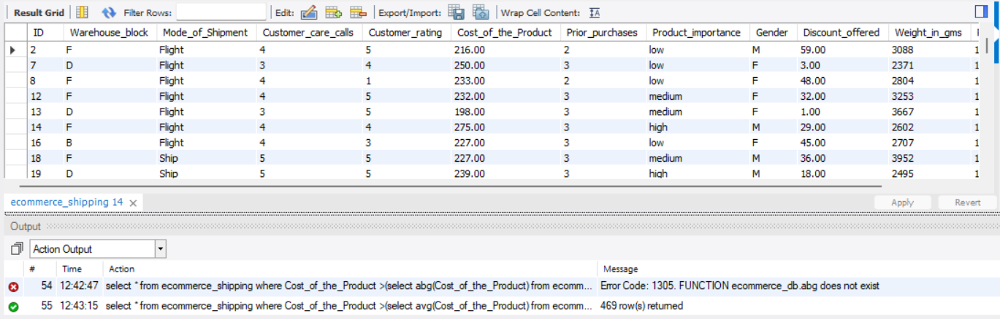 Result Grid Filter Rows: Edit: Export/Import: Wrap Cell Content:
ID Warehouse_block Mode_of_Shipment Customer_care_calls Customer_rating Cost_of_the_Product Prior_purchases Product_importance Gender Discount_offered Weight_in_gms
2 F Flight 4 5 216.00 2 low M 59.00 3088 1
7 D Flight 3 4 250.00 3 low F 3.00 2371 1
8 F Flight 4 1 233.00 2 low F 48.00 2804 1
12 F Flight 4 5 232.00 3 medium F 32.00 3253 1
13 D Flight 3 5 198.00 3 medium F 1.00 3667 1
14 F Flight 4 4 275.00 3 high M 29.00 2602 1
16 B Flight 4 3 227.00 3 low F 45.00 2707 1
18 F Ship 5 5 227.00 3 medium M 36.00 3952 1
19 D Ship 5 5 239.00 3 high M 18.00 2495 1
ecommerce_shipping 14 Apply Revert
Output
Action Output
# Time Action Message
54 12:42:47 select * from ecommerce_shipping where Cost_of_the_Product >(select abg(Cost_of_the_Product) from ecomm... Error Code: 1305. FUNCTION ecommerce_db.abg does not exist
55 12:43:15 select * from ecommerce_shipping where Cost_of_the_Product >(select avg(Cost_of_the_Product) from ecomm... 469 row(s) returned